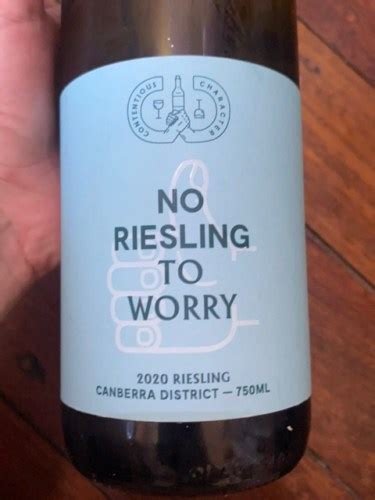 CONTENTIOUS CHARACTER
NO
RIESLING
TO
WORRY
2020 RIESLING
CANBERRA DISTRICT — 750ML